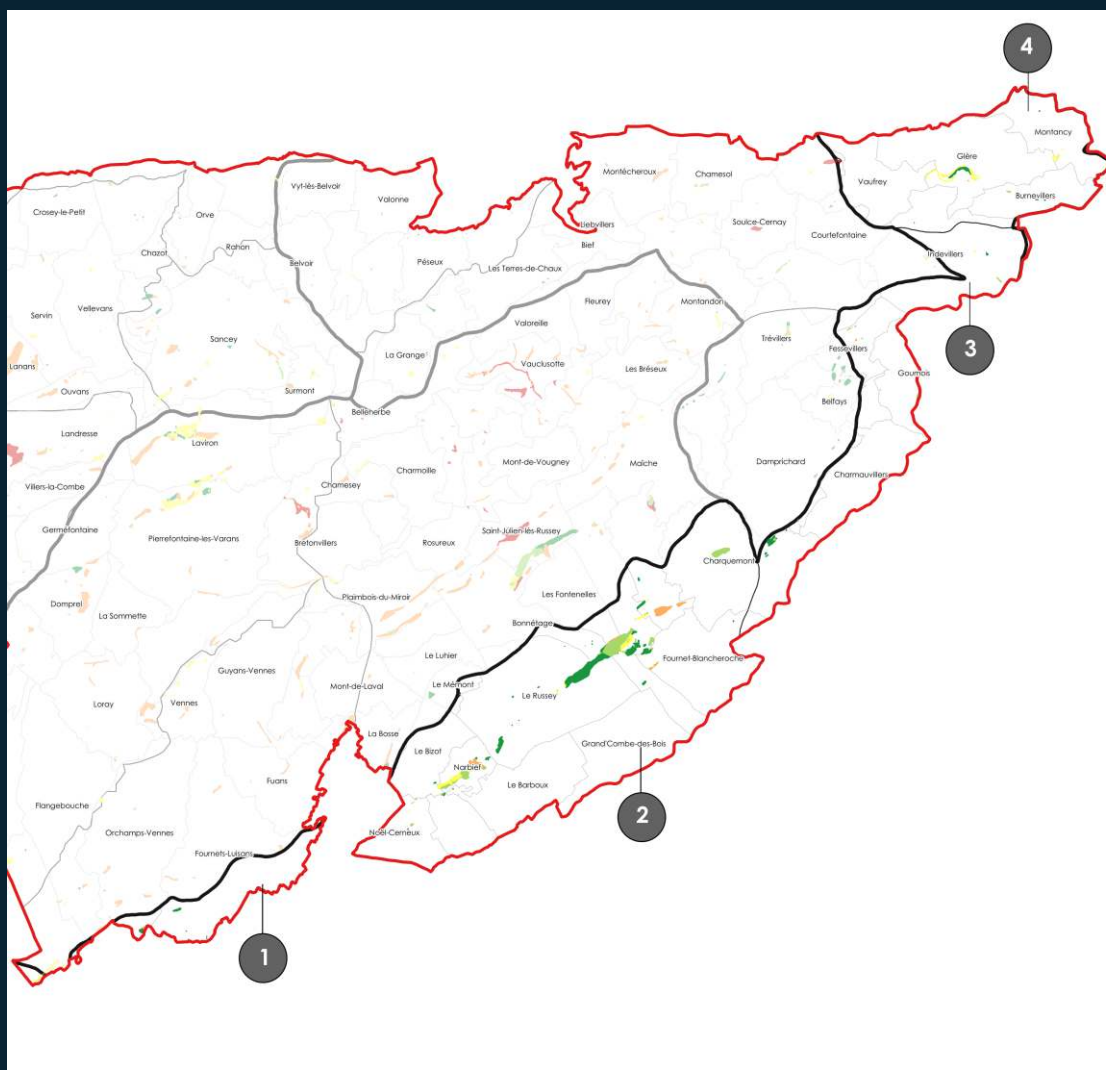 4
Montancy
Glère
Montécheroux
Chamesol
Vaufrey
Vyt-lès-Belvoir
Burnevillers
Valonne
Crosey-le-Petit
Orve
Liebvillers
Soulce-Cernay
Courtefontaine
Bief
Rahon
Chazot
Indevillers
Belvoir
Péseux
Les Terres-de-Chaux
Fleurey
Montandon
Vellevans
Servin
Valoreille
Sancey
Trévillers
Fessevillers
3
La Grange
Vauclusotte
Lanans
Les Bréseux
Goumois
Ouvans
Surmont
Belfays
Belleherbe
Landresse
Laviron
Charmoille
Mont-de-Vougney
Maîche
Damprichard
Charmauvillers
Villers-la-Combe
Chamesey
Germéfontaine
Pierrefontaine-les-Varans
Bretonvillers
Rosureux
Saint-Julien-lès-Russey
Charquemont
Domprel
La Sommette
Plaimbois-du-Miroir
Les Fontenelles
Bonnétage
Guyans-Vennes
Le Luhier
Fournet-Blancheroche
Mont-de-Laval
Le Mémont
Le Russey
Loray
Vennes
La Bosse
Le Bizot
Grand'Combe-des-Bois
Narbief
Fuans
Le Barboux
Flangebouche
2
Orchamps-Vennes
Noël-Cerneux
Fournets-Luisans
1